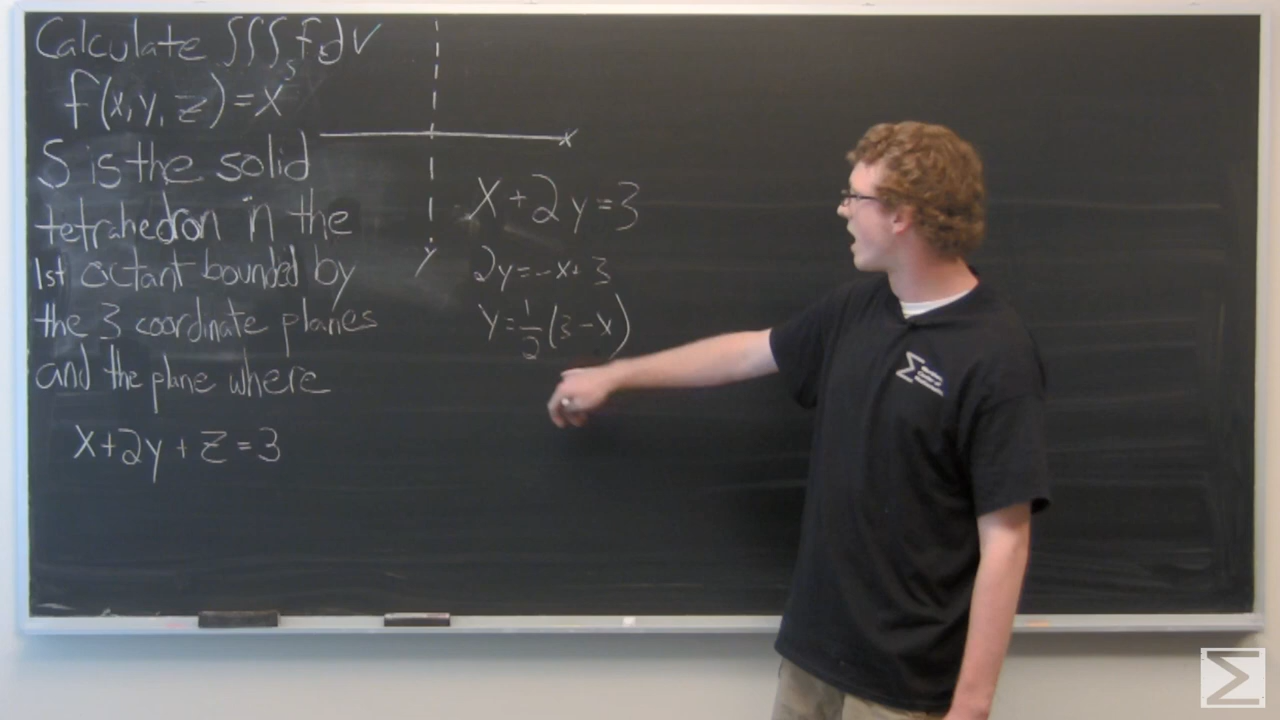 Calculate ∫∫∫_S f dV
f(x, y, z) = x
S is the solid
tetrahedron in the
1st octant bounded by
the 3 coordinate planes
and the plane where
x+2y+z=3
x
y
x+2y=3
2y=-x+3
y=1/2(3-x)
Σ
Σ